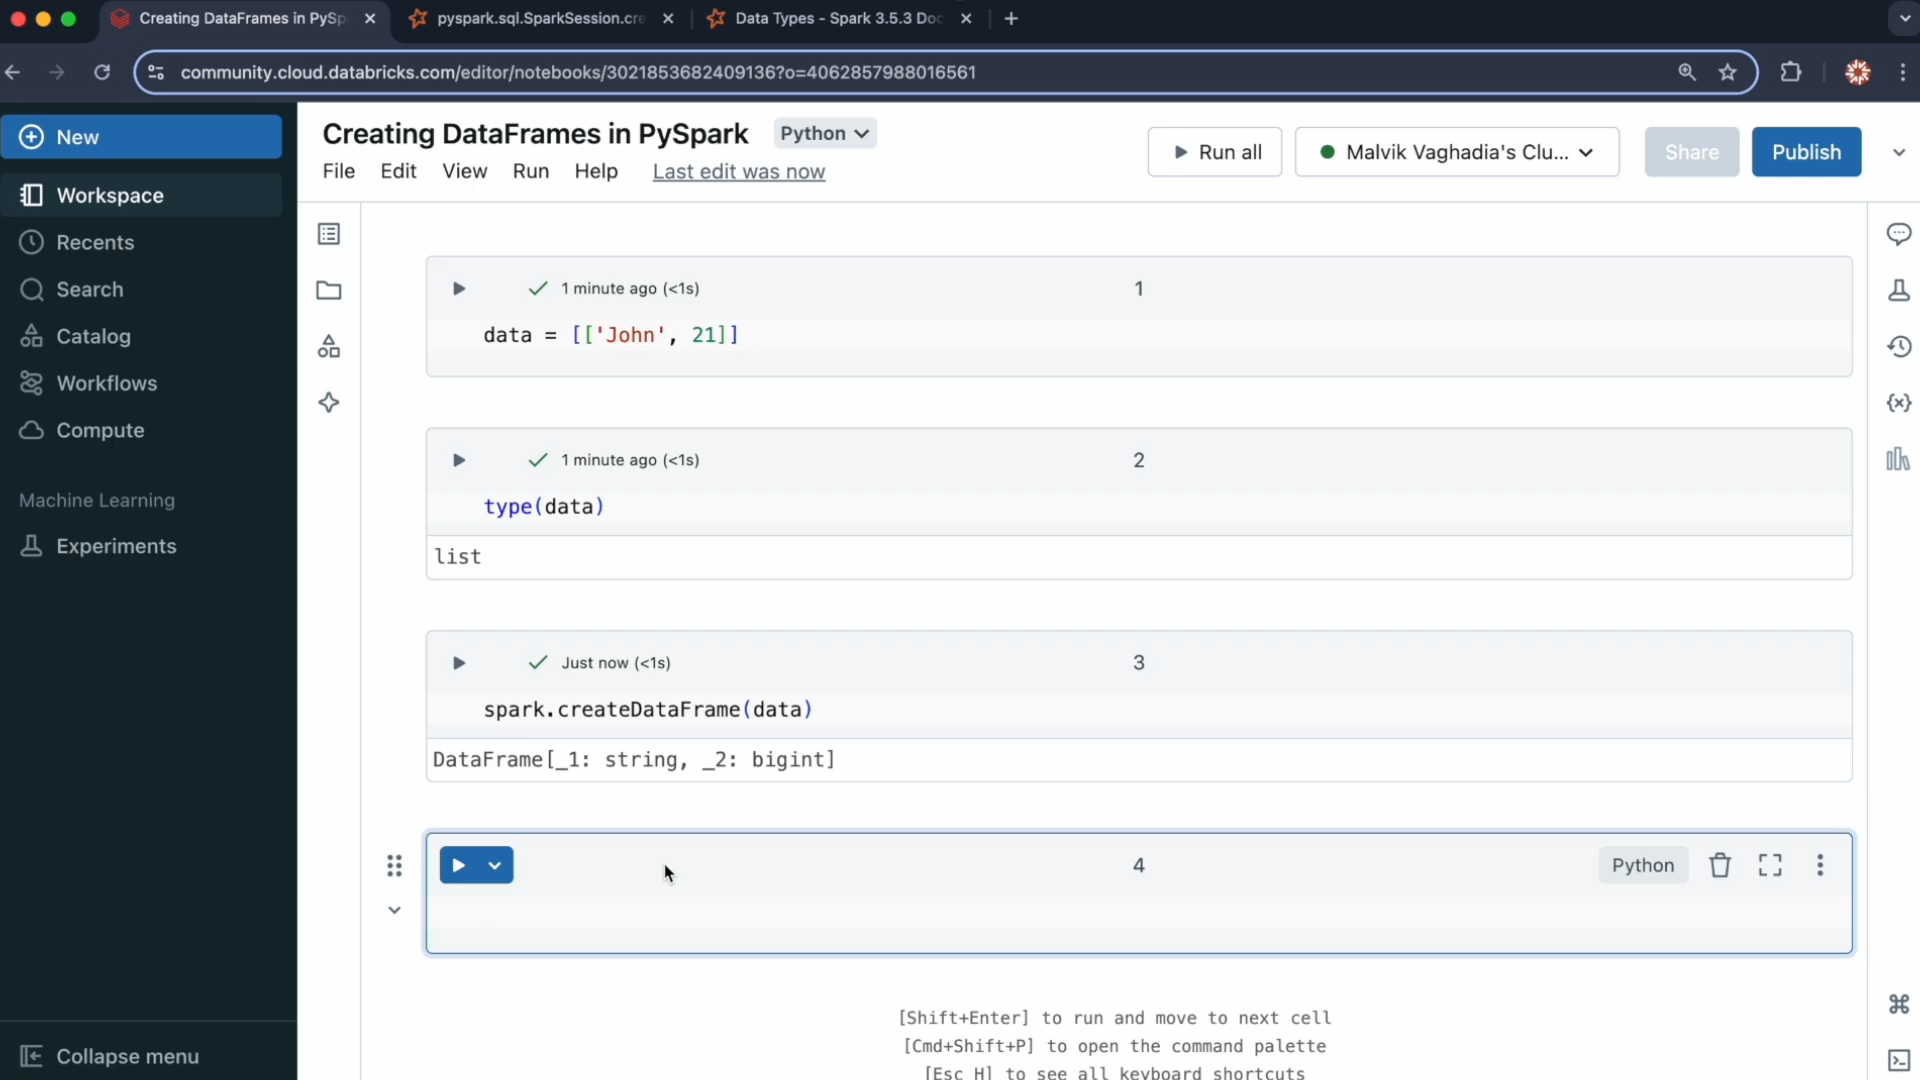 Creating DataFrames in PySp
pyspark.sql.SparkSession.cre
Data Types - Spark 3.5.3 Doc
community.cloud.databricks.com/editor/notebooks/3021853682409136?o=4062857988016561
New
Workspace
Recents
Search
Catalog
Workflows
Compute
Machine Learning
Experiments
Collapse menu
Creating DataFrames in PySpark
Python
File Edit View Run Help Last edit was now
Run all
Malvik Vaghadia's Clu...
Share
Publish
1 minute ago (<1s)
1
data = [['John', 21]]
1 minute ago (<1s)
2
type(data)
list
Just now (<1s)
3
spark.createDataFrame(data)
DataFrame[_1: string, _2: bigint]
4
Python
[Shift+Enter] to run and move to next cell
[Cmd+Shift+P] to open the command palette
[Esc H] to see all keyboard shortcuts